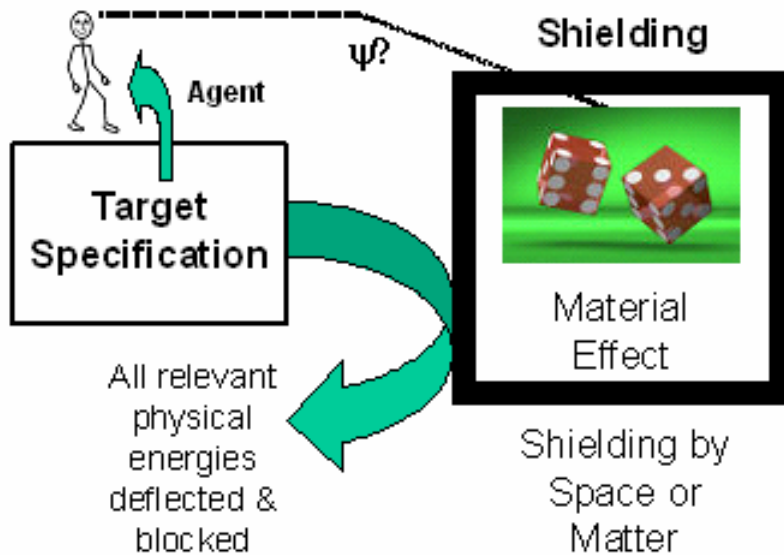 ψ?
Shielding
Agent
Target
Specification
Material
Effect
All relevant
physical
energies
deflected &
blocked
Shielding by
Space or
Matter